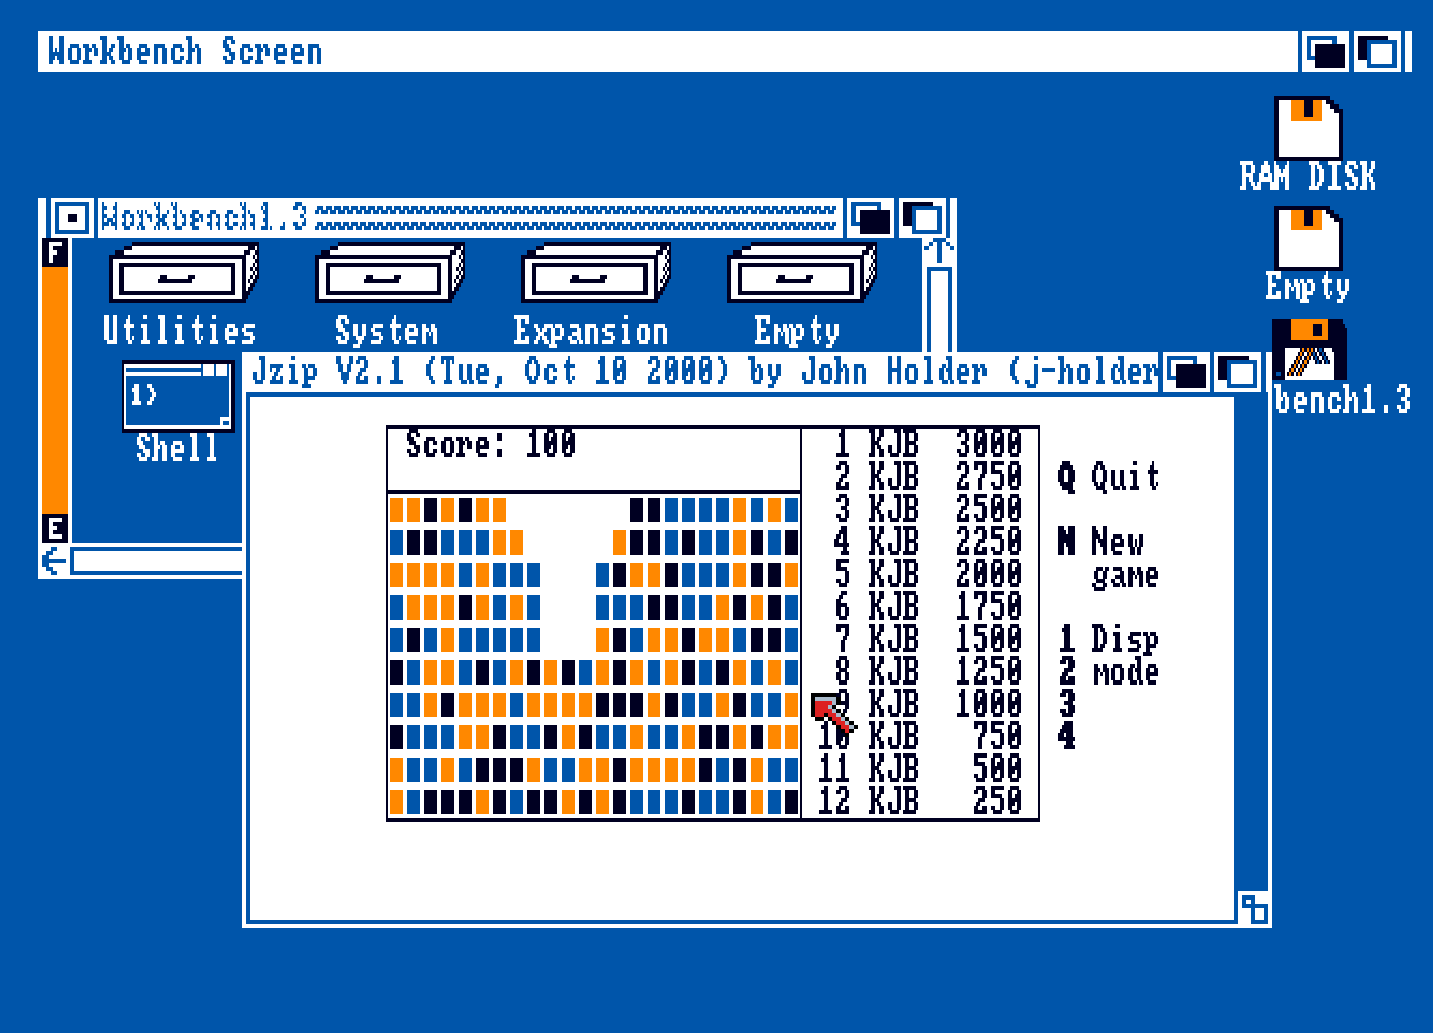 Workbench Screen
RAM DISK
Workbench1.3
F
Empty
Utilities System Expansion Empty
Jzip V2.1 (Tue, Oct 10 2000) by John Holder (j-holder
1>
bench1.3
Shell
Score: 100
1 KJB 3000
2 KJB 2750
Q Quit
3 KJB 2500
E
4 KJB 2250
N New
5 KJB 2000
game
6 KJB 1750
7 KJB 1500
1 Disp
8 KJB 1250
2 mode
9 KJB 1000
3
10 KJB 750
4
11 KJB 500
12 KJB 250